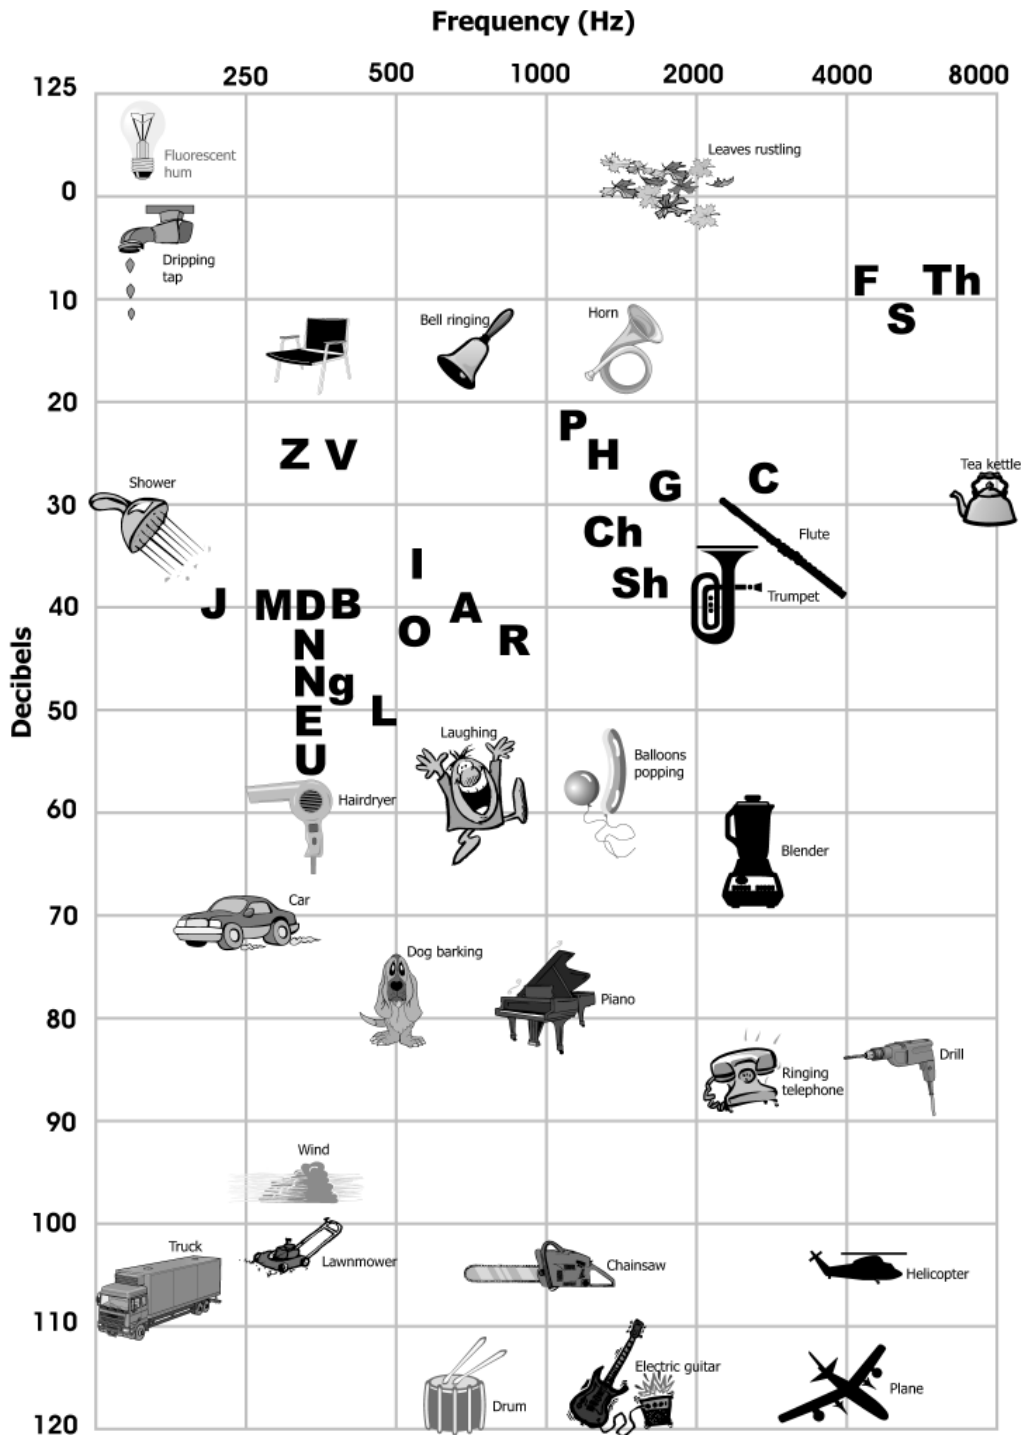 Frequency (Hz)
125 250 500 1000 2000 4000 8000
Fluorescent
hum
Leaves rustling
0
Dripping
tap
F Th
10
S
Bell ringing
Horn
20
P
Z V H
Tea kettle
G C
Shower
30
Ch
Flute
I
Sh
Trumpet
J M D B A
40
O R
N
Ng
L
50
E
Decibels
Laughing
Balloons
popping
U
Hairdryer
60
Blender
Car
70
Dog barking
Piano
80
Drill
Ringing
telephone
90
Wind
100
Truck
Lawnmower
Chainsaw
Helicopter
110
Electric guitar
Plane
Drum
120